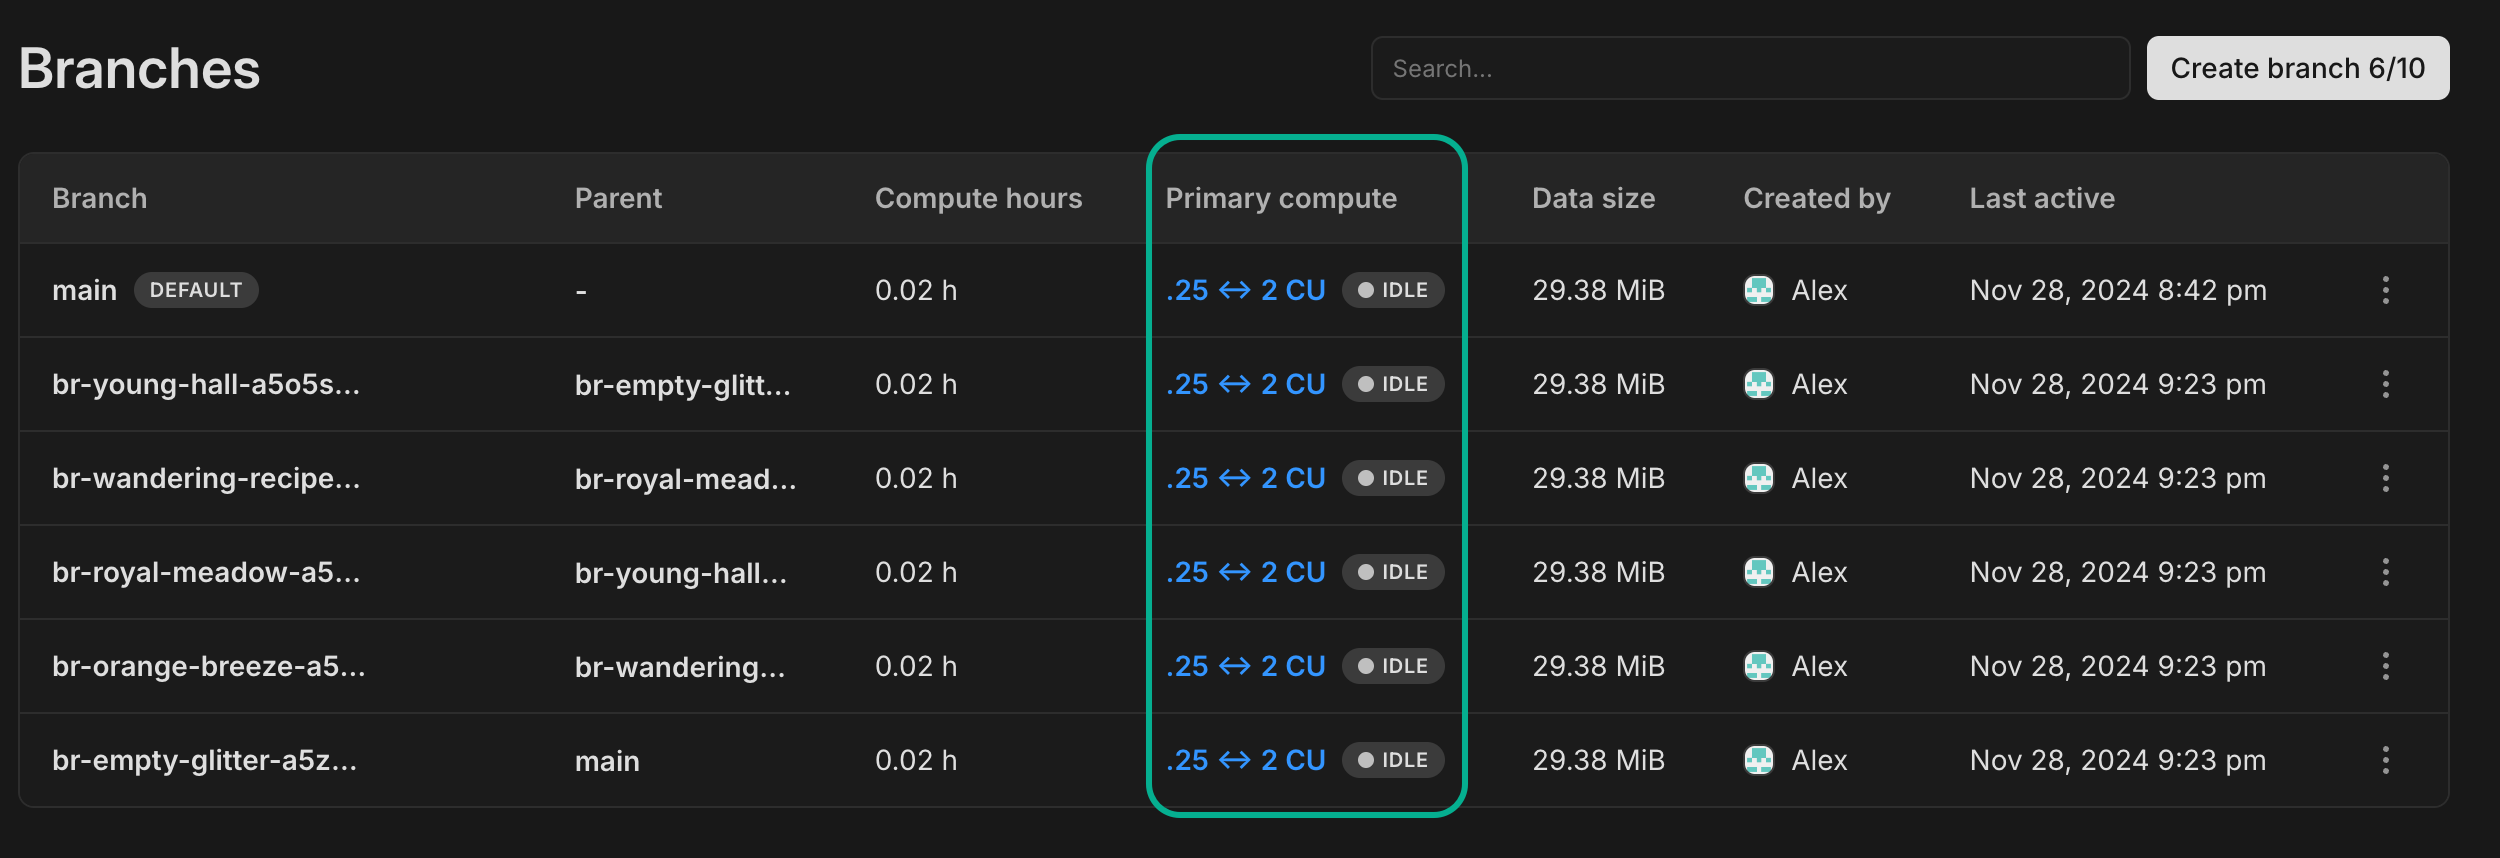 Branches
Search...
Create branch 6/10
Branch Parent Compute hours Primary compute Data size Created by Last active
main DEFAULT - 0.02 h .25 ↔ 2 CU IDLE 29.38 MiB Alex Nov 28, 2024 8:42 pm
br-young-hall-a5o5s... br-empty-glitt... 0.02 h .25 ↔ 2 CU IDLE 29.38 MiB Alex Nov 28, 2024 9:23 pm
br-wandering-recipe... br-royal-mead... 0.02 h .25 ↔ 2 CU IDLE 29.38 MiB Alex Nov 28, 2024 9:23 pm
br-royal-meadow-a5... br-young-hall... 0.02 h .25 ↔ 2 CU IDLE 29.38 MiB Alex Nov 28, 2024 9:23 pm
br-orange-breeze-a5... br-wandering... 0.02 h .25 ↔ 2 CU IDLE 29.38 MiB Alex Nov 28, 2024 9:23 pm
br-empty-glitter-a5z... main 0.02 h .25 ↔ 2 CU IDLE 29.38 MiB Alex Nov 28, 2024 9:23 pm